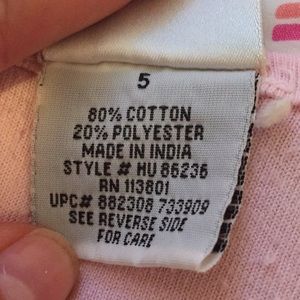 5
80% COTTON
20% POLYESTER
MADE IN INDIA
STYLE # HU 86236
RN 113801
UPC# 882308 733909
SEE REVERSE SIDE
FOR CARE